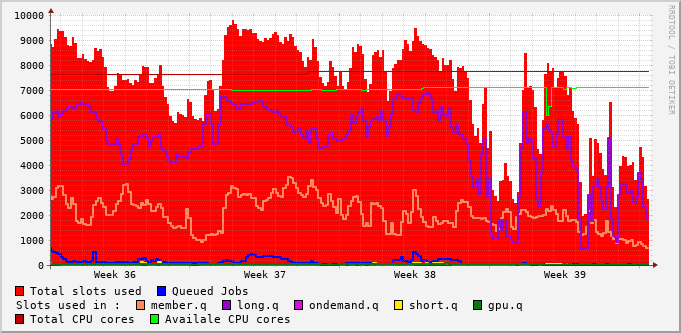 10000
9000
8000
7000
6000
5000
4000
3000
2000
1000
0
Week 36 Week 37 Week 38 Week 39
Total slots used Queued Jobs
Slots used in : member.q long.q ondemand.q short.q gpu.q
Total CPU cores Availale CPU cores
RRDTOOL / TOBI OETIKER